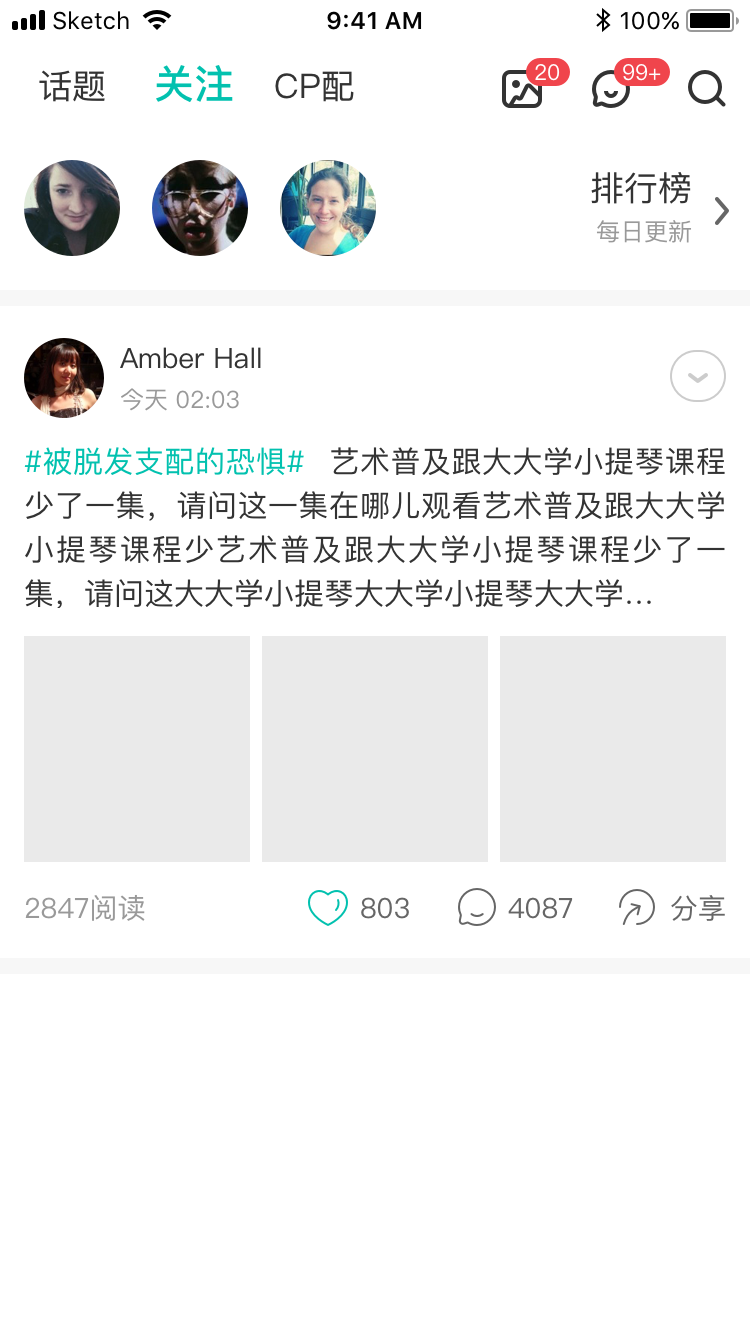 Sketch 9:41 AM 100%
话题 关注 CP配 20 99+
排行榜
每日更新
Amber Hall
今天 02:03
#被脱发支配的恐惧# 艺术普及跟大大学小提琴课程
少了一集，请问这一集在哪儿观看艺术普及跟大大学
小提琴课程少艺术普及跟大大学小提琴课程少了一
集，请问这大大学小提琴大大学小提琴大大学…
2847阅读 803 4087 分享